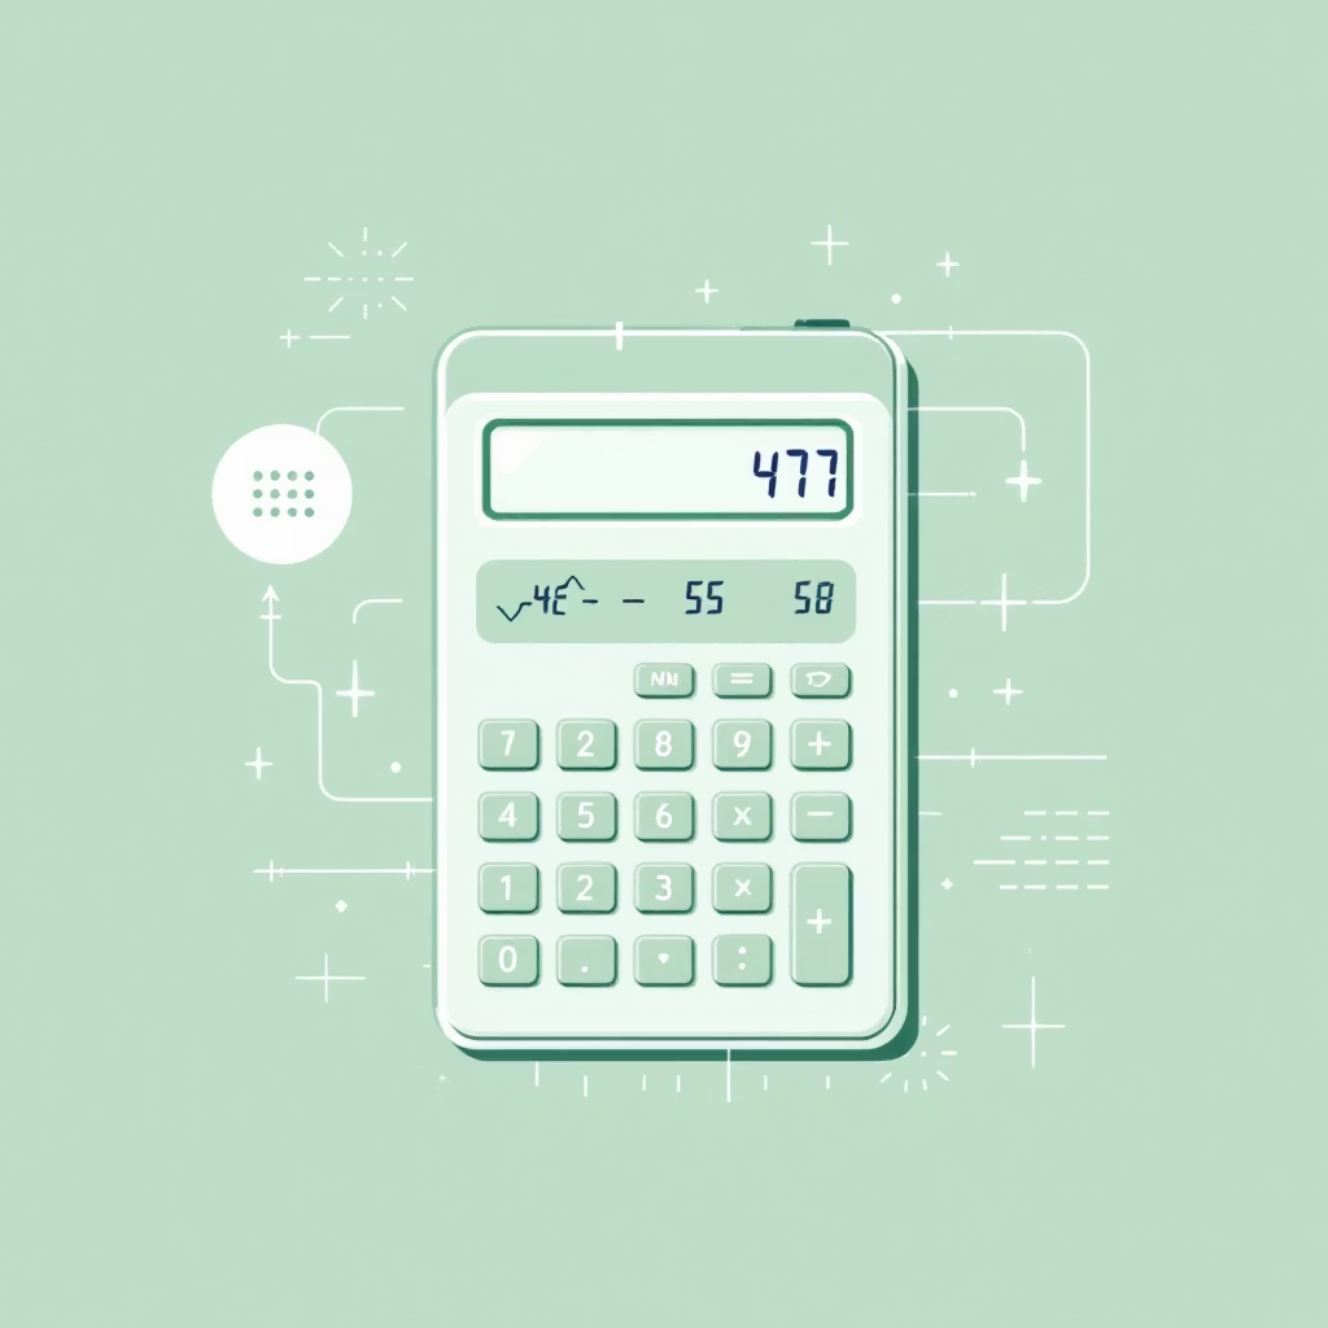 477
55 58
=
7 2 8 9 +
4 5 6 × −
1 2 3 × +
0 . • :